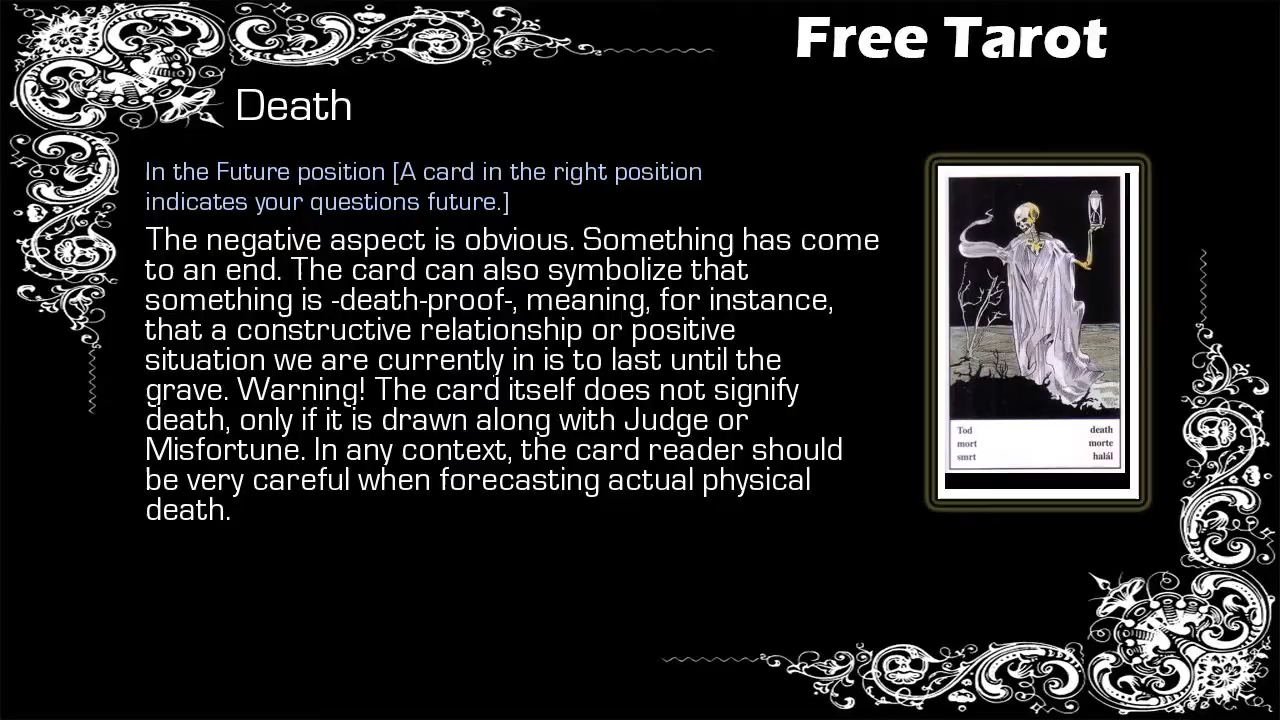 Free Tarot
Death
In the Future position [A card in the right position
indicates your questions future.]
The negative aspect is obvious. Something has come
to an end. The card can also symbolize that
something is -death-proof-, meaning, for instance,
that a constructive relationship or positive
situation we are currently in is to last until the
grave. Warning! The card itself does not signify
death, only if it is drawn along with Judge or
Misfortune. In any context, the card reader should
be very careful when forecasting actual physical
death.
Tod death
mort morte
smrt halál